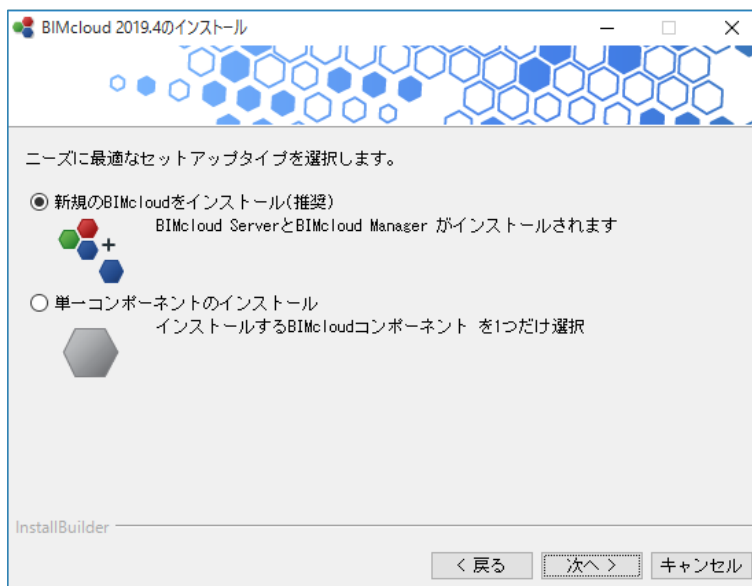 BIMcloud 2019.4のインストール
ニーズに最適なセットアップタイプを選択します。
新規のBIMcloudをインストール(推奨)
BIMcloud ServerとBIMcloud Manager がインストールされます
単一コンポーネントのインストール
インストールするBIMcloudコンポーネント を1つだけ選択
InstallBuilder
< 戻る 次へ > キャンセル